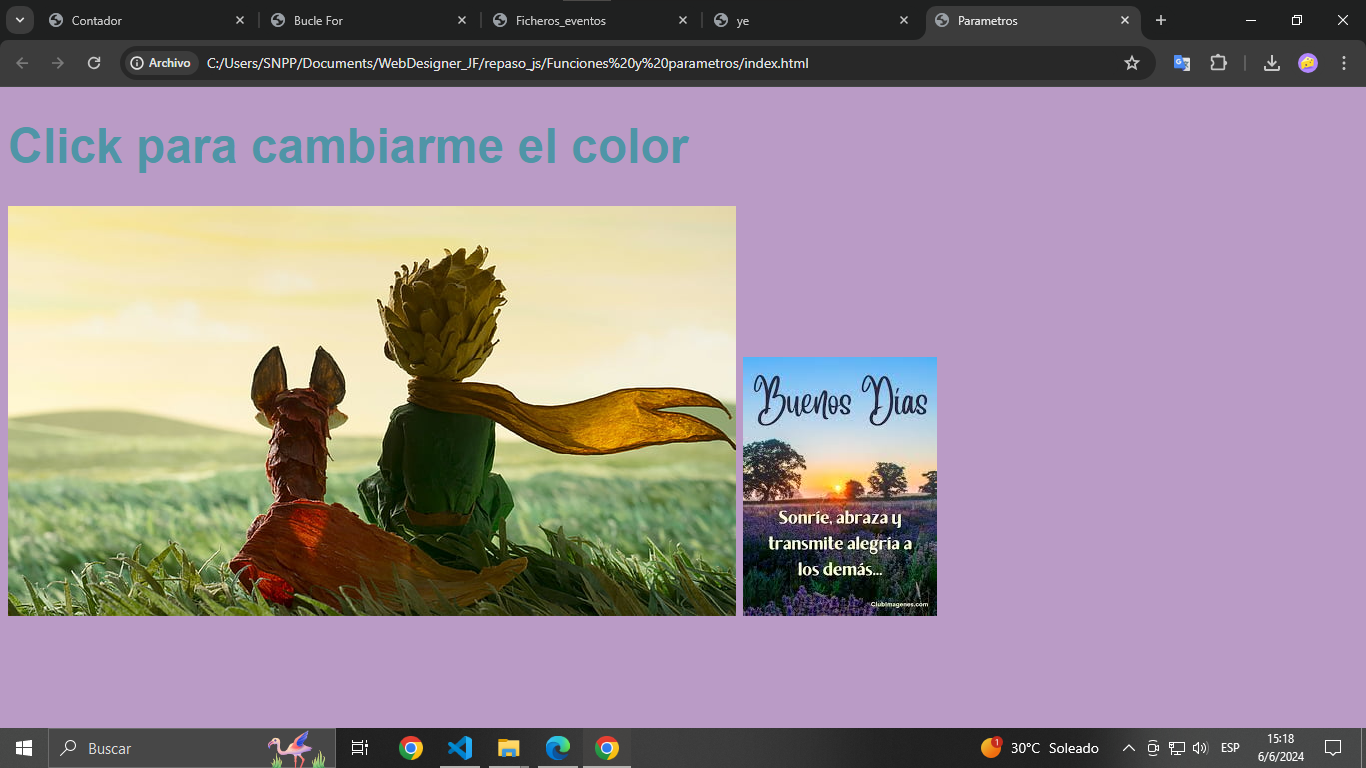 Contador
Bucle For
Ficheros_eventos
ye
Parametros
Archivo
C:/Users/SNPP/Documents/WebDesigner_JF/repaso_js/Funciones%20y%20parametros/index.html
Click para cambiarme el color
Buenos Días
Sonríe, abraza y
transmite alegría a
los demás...
ClubImagenes.com
Buscar
1
30°C Soleado
ESP
15:18
6/6/2024